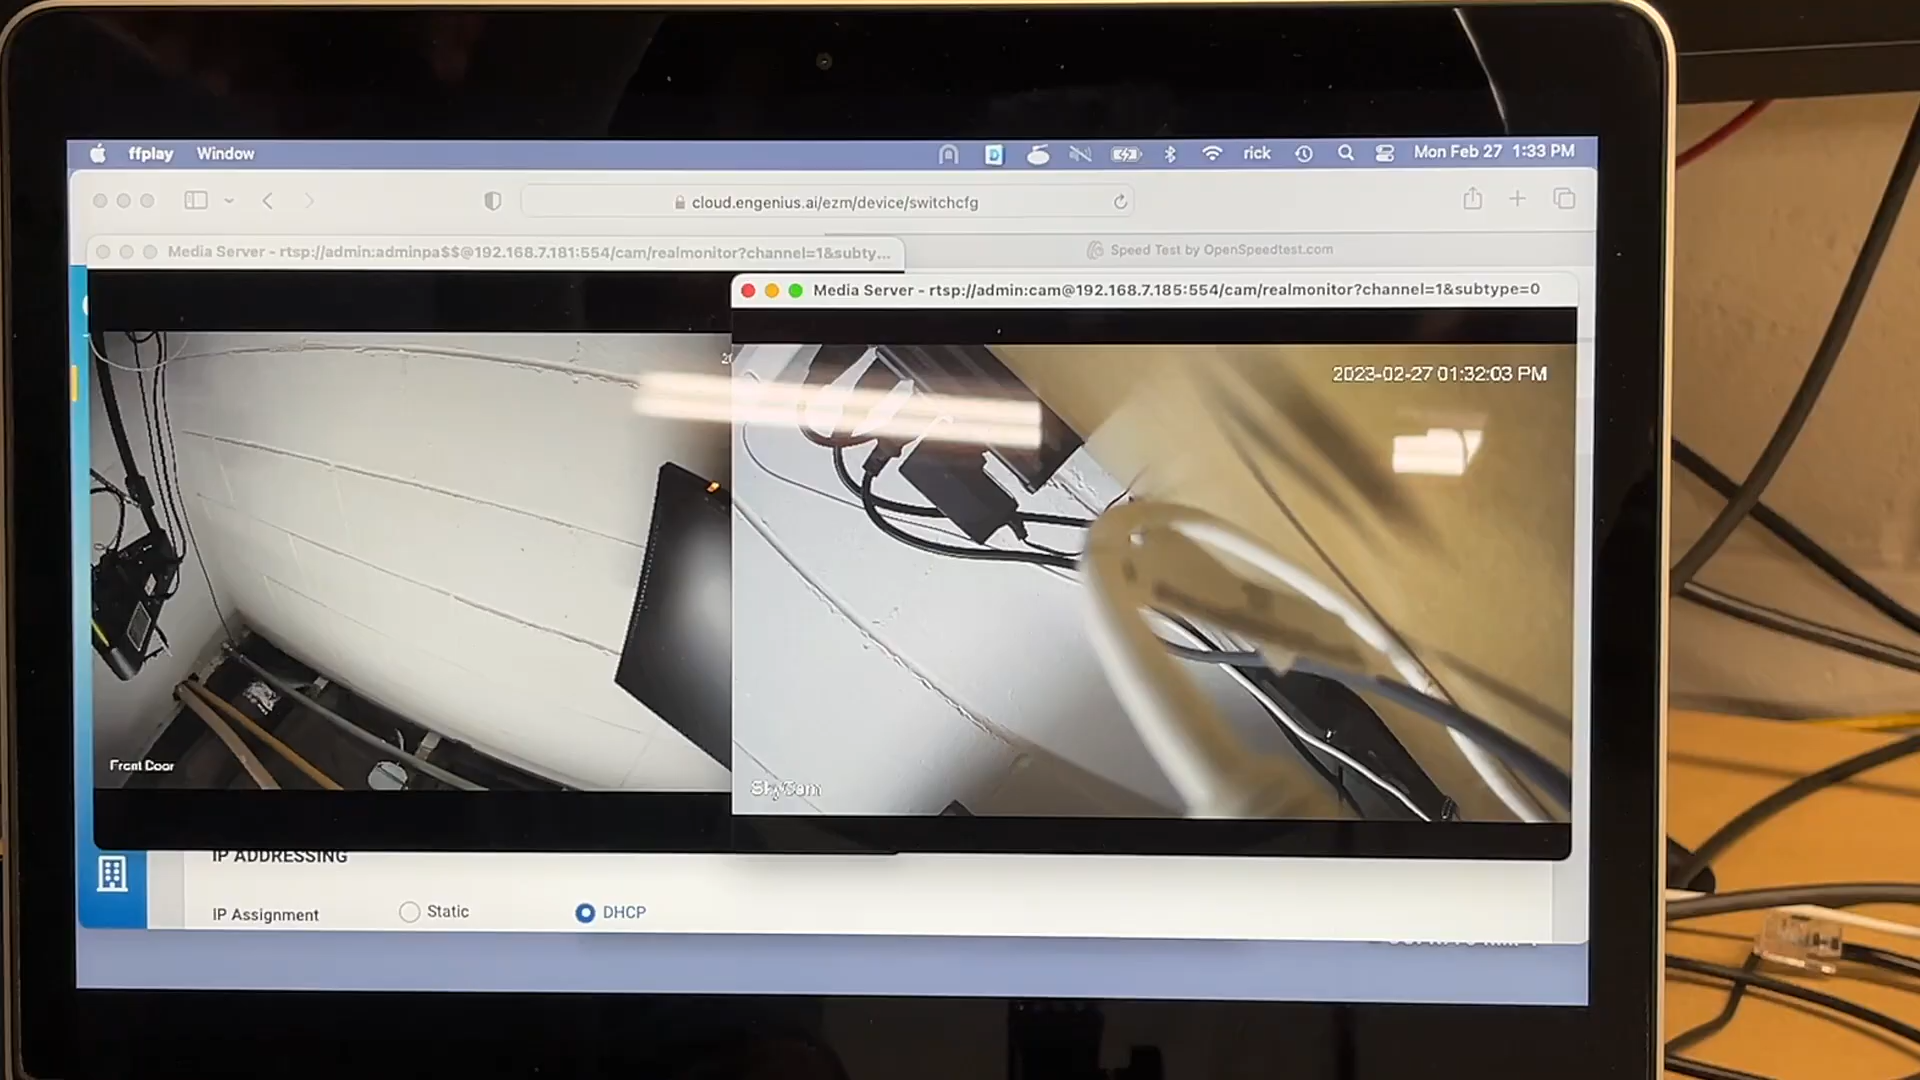 ffplay Window rick Mon Feb 27 1:33 PM
cloud.engenius.ai/ezm/device/switchcfg
Media Server - rtsp://admin:adminpa$$@192.168.7.181:554/cam/realmonitor?channel=1&subty...
Speed Test by OpenSpeedtest.com
Media Server - rtsp://admin:cam@192.168.7.185:554/cam/realmonitor?channel=1&subtype=0
2023-02-27 01:32:03 PM
Front Door
SkyCam
IP ADDRESSING
IP Assignment Static DHCP